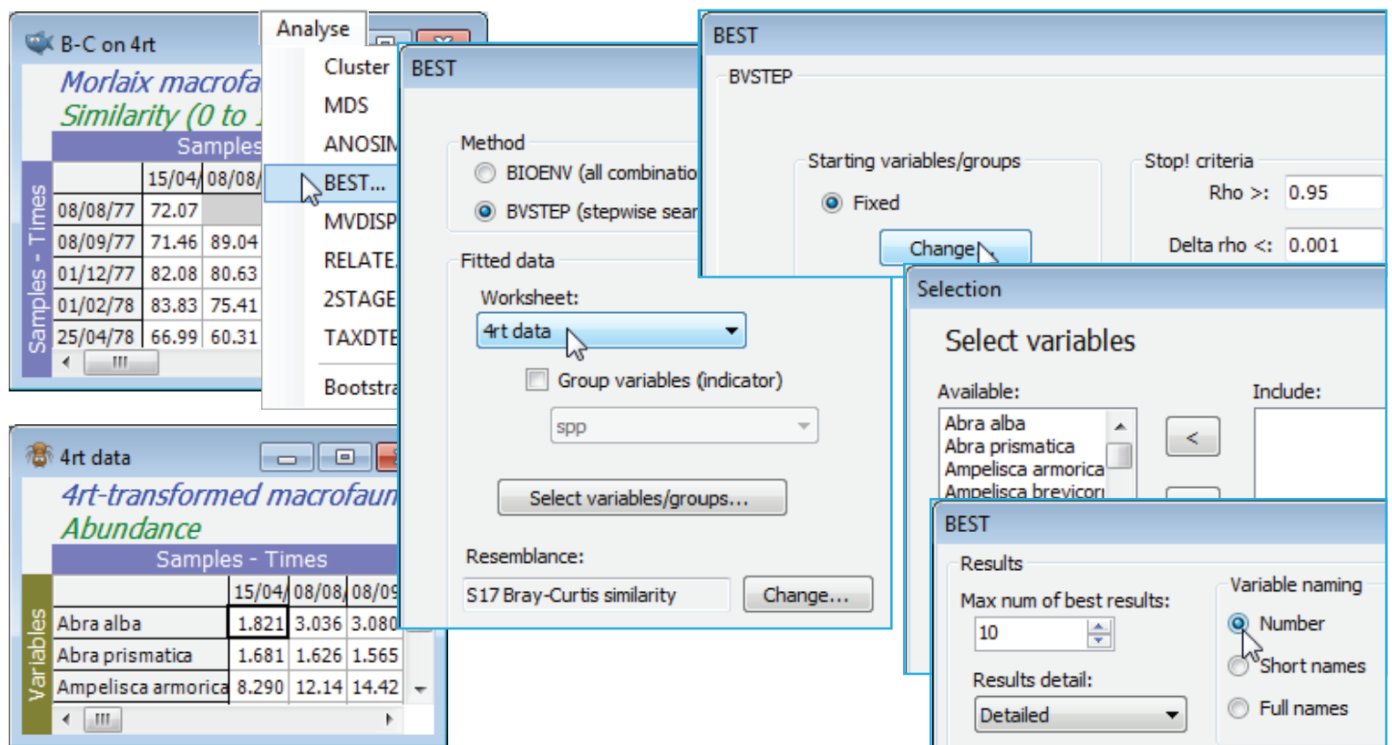 B-C on 4rt
Morlaix macrofa
Similarity (0 to 1
Samples
15/04/ 08/08/
Samples - Times
08/08/77 72.07
08/09/77 71.46 89.04
01/12/77 82.08 80.63
01/02/78 83.83 75.41
25/04/78 66.99 60.31
Analyse
Cluster
MDS
ANOSIM
BEST...
MVDISP
RELATE.
2STAGE
TAXDTE
Bootstra
4rt data
4rt-transformed macrofaun
Abundance
Samples - Times
15/04/ 08/08/ 08/09
Variables
Abra alba 1.821 3.036 3.080
Abra prismatica 1.681 1.626 1.565
Ampelisca armorica 8.290 12.14 14.42
BEST
Method
BIOENV (all combinatio
BVSTEP (stepwise sear
Fitted data
Worksheet:
4rt data
Group variables (indicator)
spp
Select variables/groups...
Resemblance:
S17 Bray-Curtis similarity Change...
BEST
BVSTEP
Starting variables/groups
Fixed
Change...
Stop! criteria
Rho >: 0.95
Delta rho <: 0.001
Selection
Select variables
Available: Include:
Abra alba
Abra prismatica
Ampelisca armorica
Ampelisca brevicorn
<
BEST
Results
Max num of best results:
10
Results detail:
Detailed
Variable naming
Number
Short names
Full names